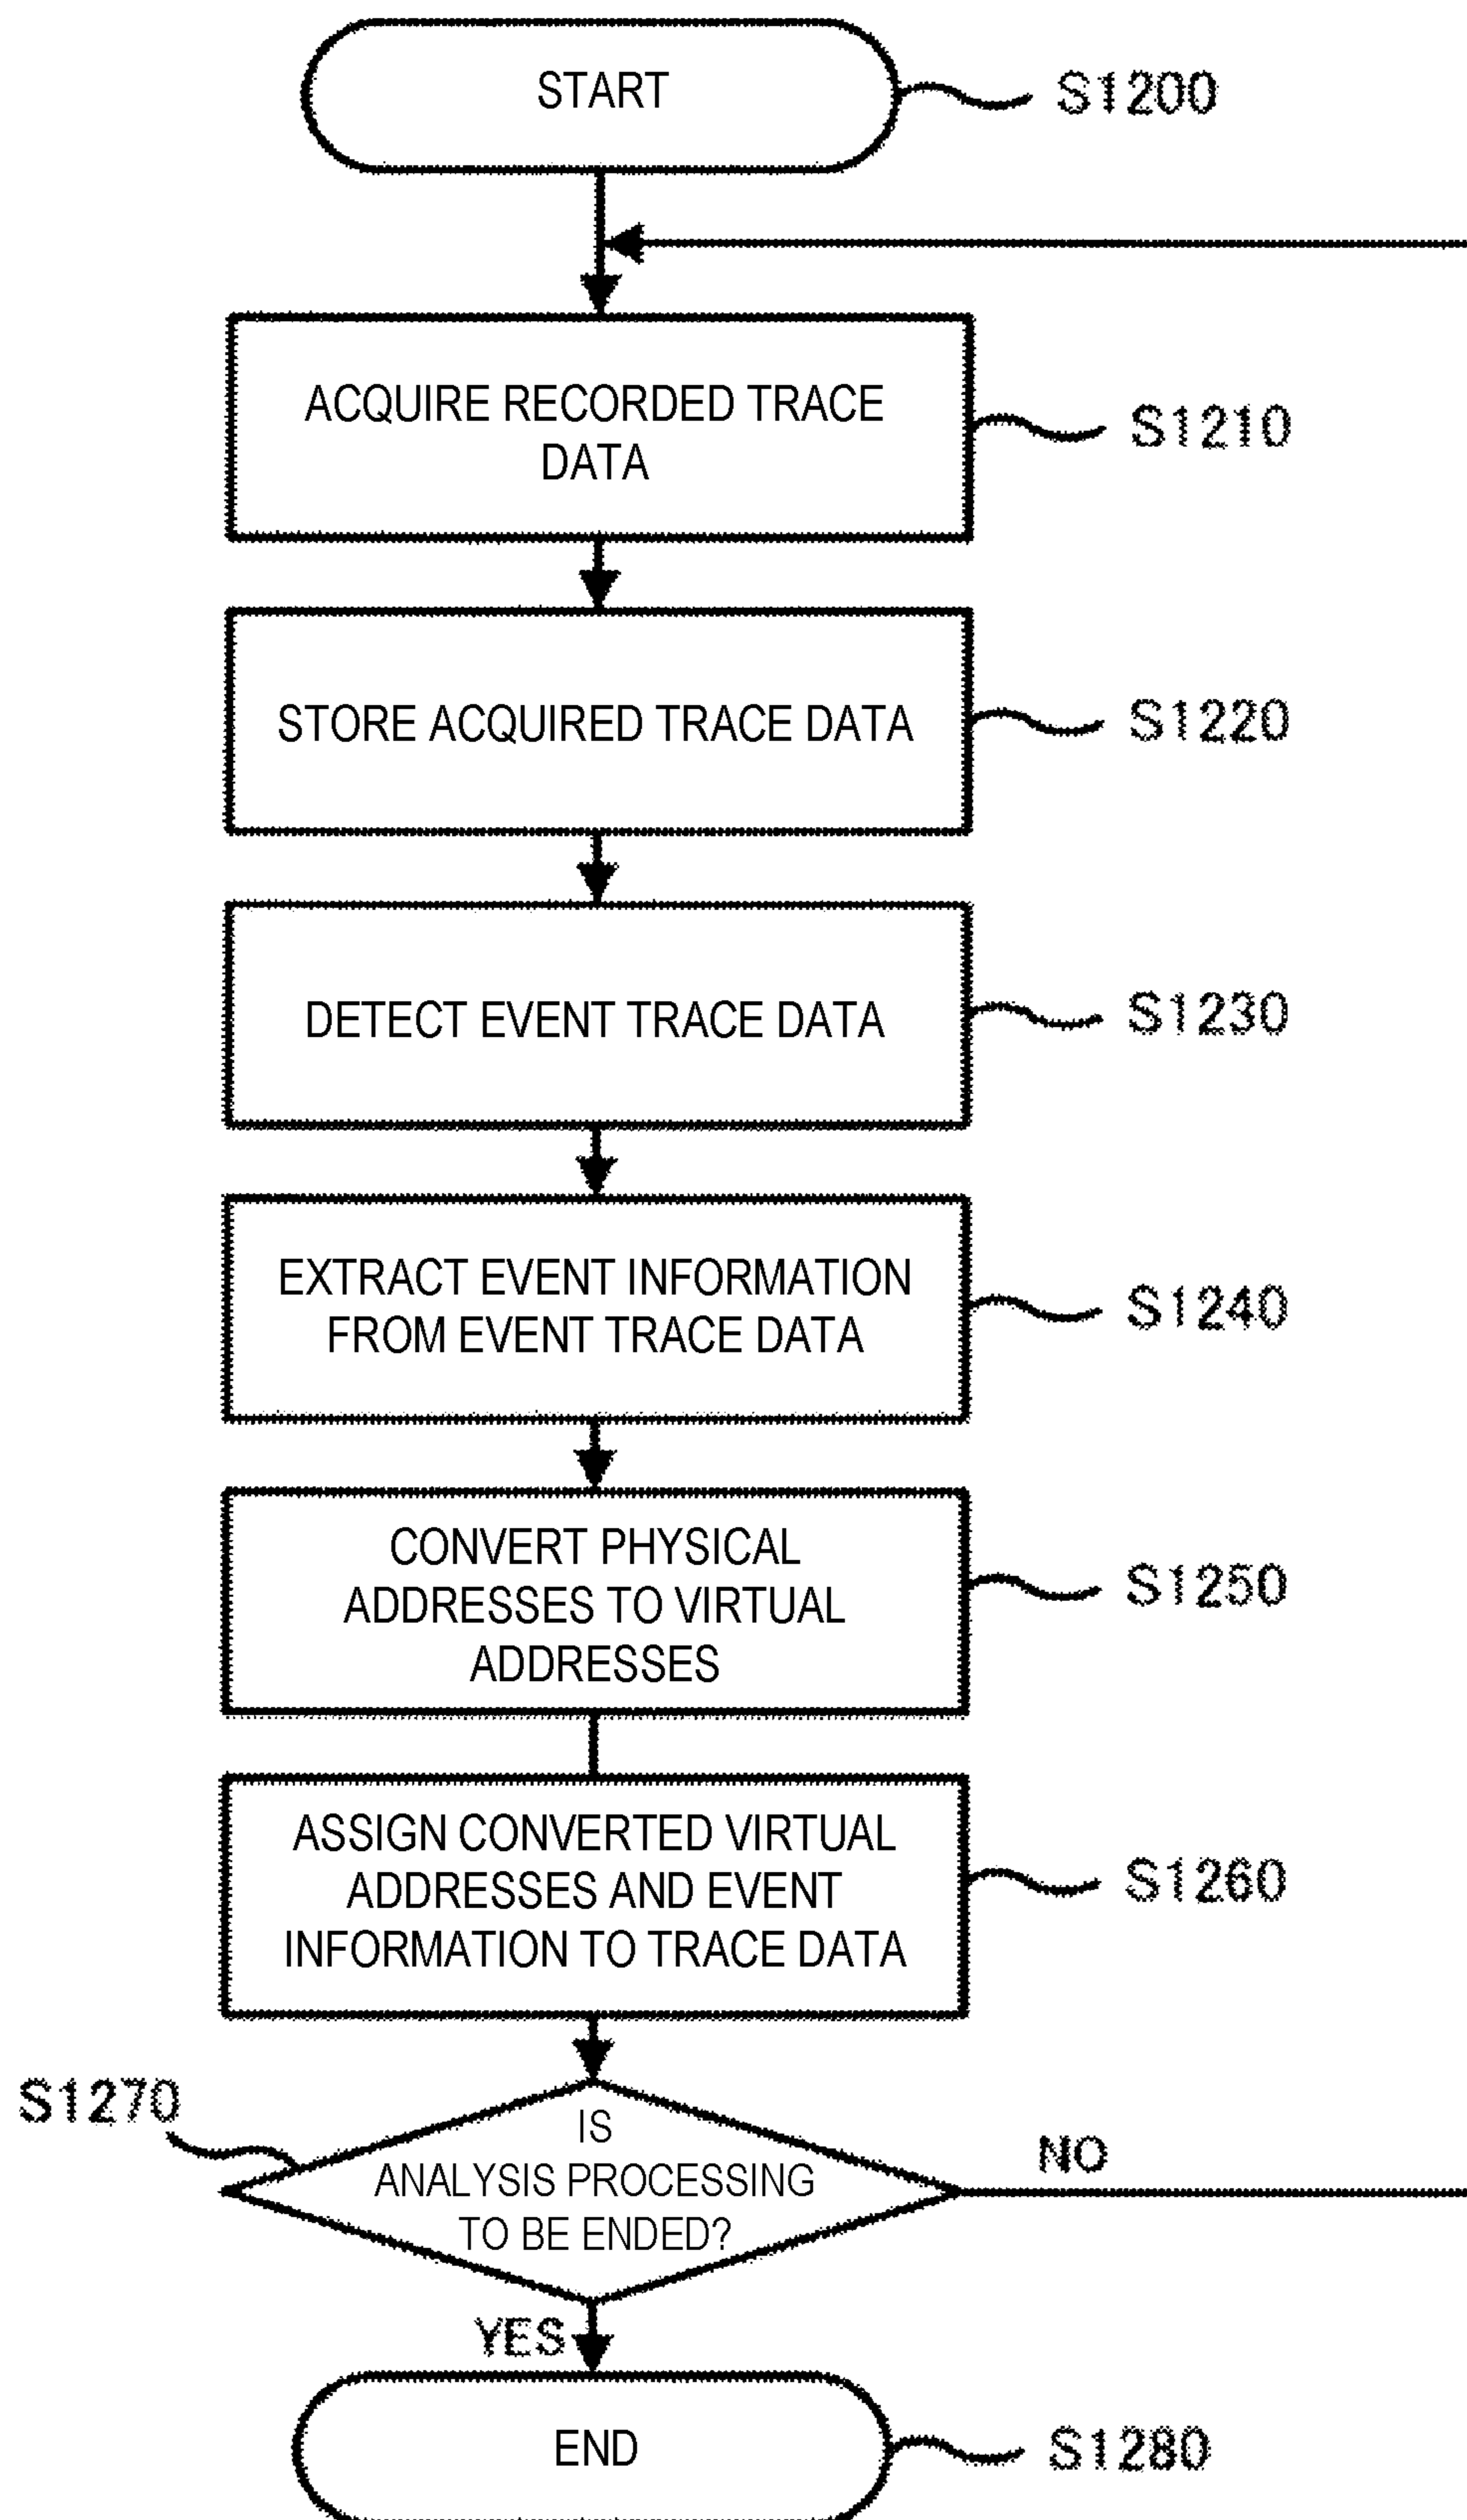 START
S1200
ACQUIRE RECORDED TRACE
DATA
S1210
STORE ACQUIRED TRACE DATA
S1220
DETECT EVENT TRACE DATA
S1230
EXTRACT EVENT INFORMATION
FROM EVENT TRACE DATA
S1240
CONVERT PHYSICAL
ADDRESSES TO VIRTUAL
ADDRESSES
S1250
ASSIGN CONVERTED VIRTUAL
ADDRESSES AND EVENT
INFORMATION TO TRACE DATA
S1260
S1270
IS
ANALYSIS PROCESSING
TO BE ENDED?
NO
YES
END
S1280